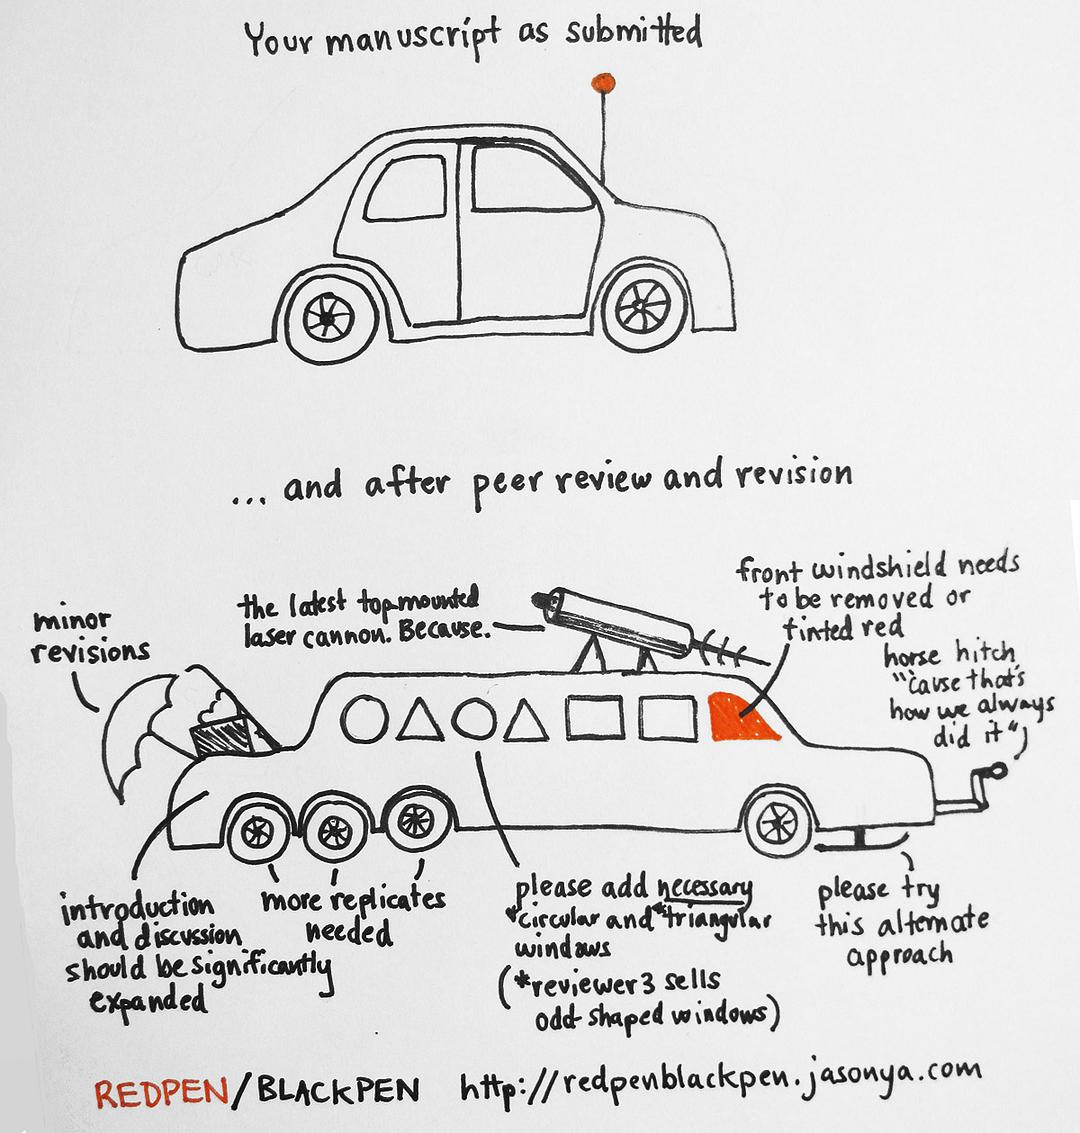 Your manuscript as submitted
... and after peer review and revision
minor
revisions
the latest top-mounted
laser cannon. Because.
front windshield needs
to be removed or
tinted red
horse hitch
"cause that's
how we always
did it"
introduction
and discussion
should be significantly
expanded
more replicates
needed
please add necessary
*circular and *triangular
windows
(*reviewer 3 sells
odd-shaped windows)
please try
this alternate
approach
REDPEN/BLACKPEN http://redpenblackpen.jasonya.com